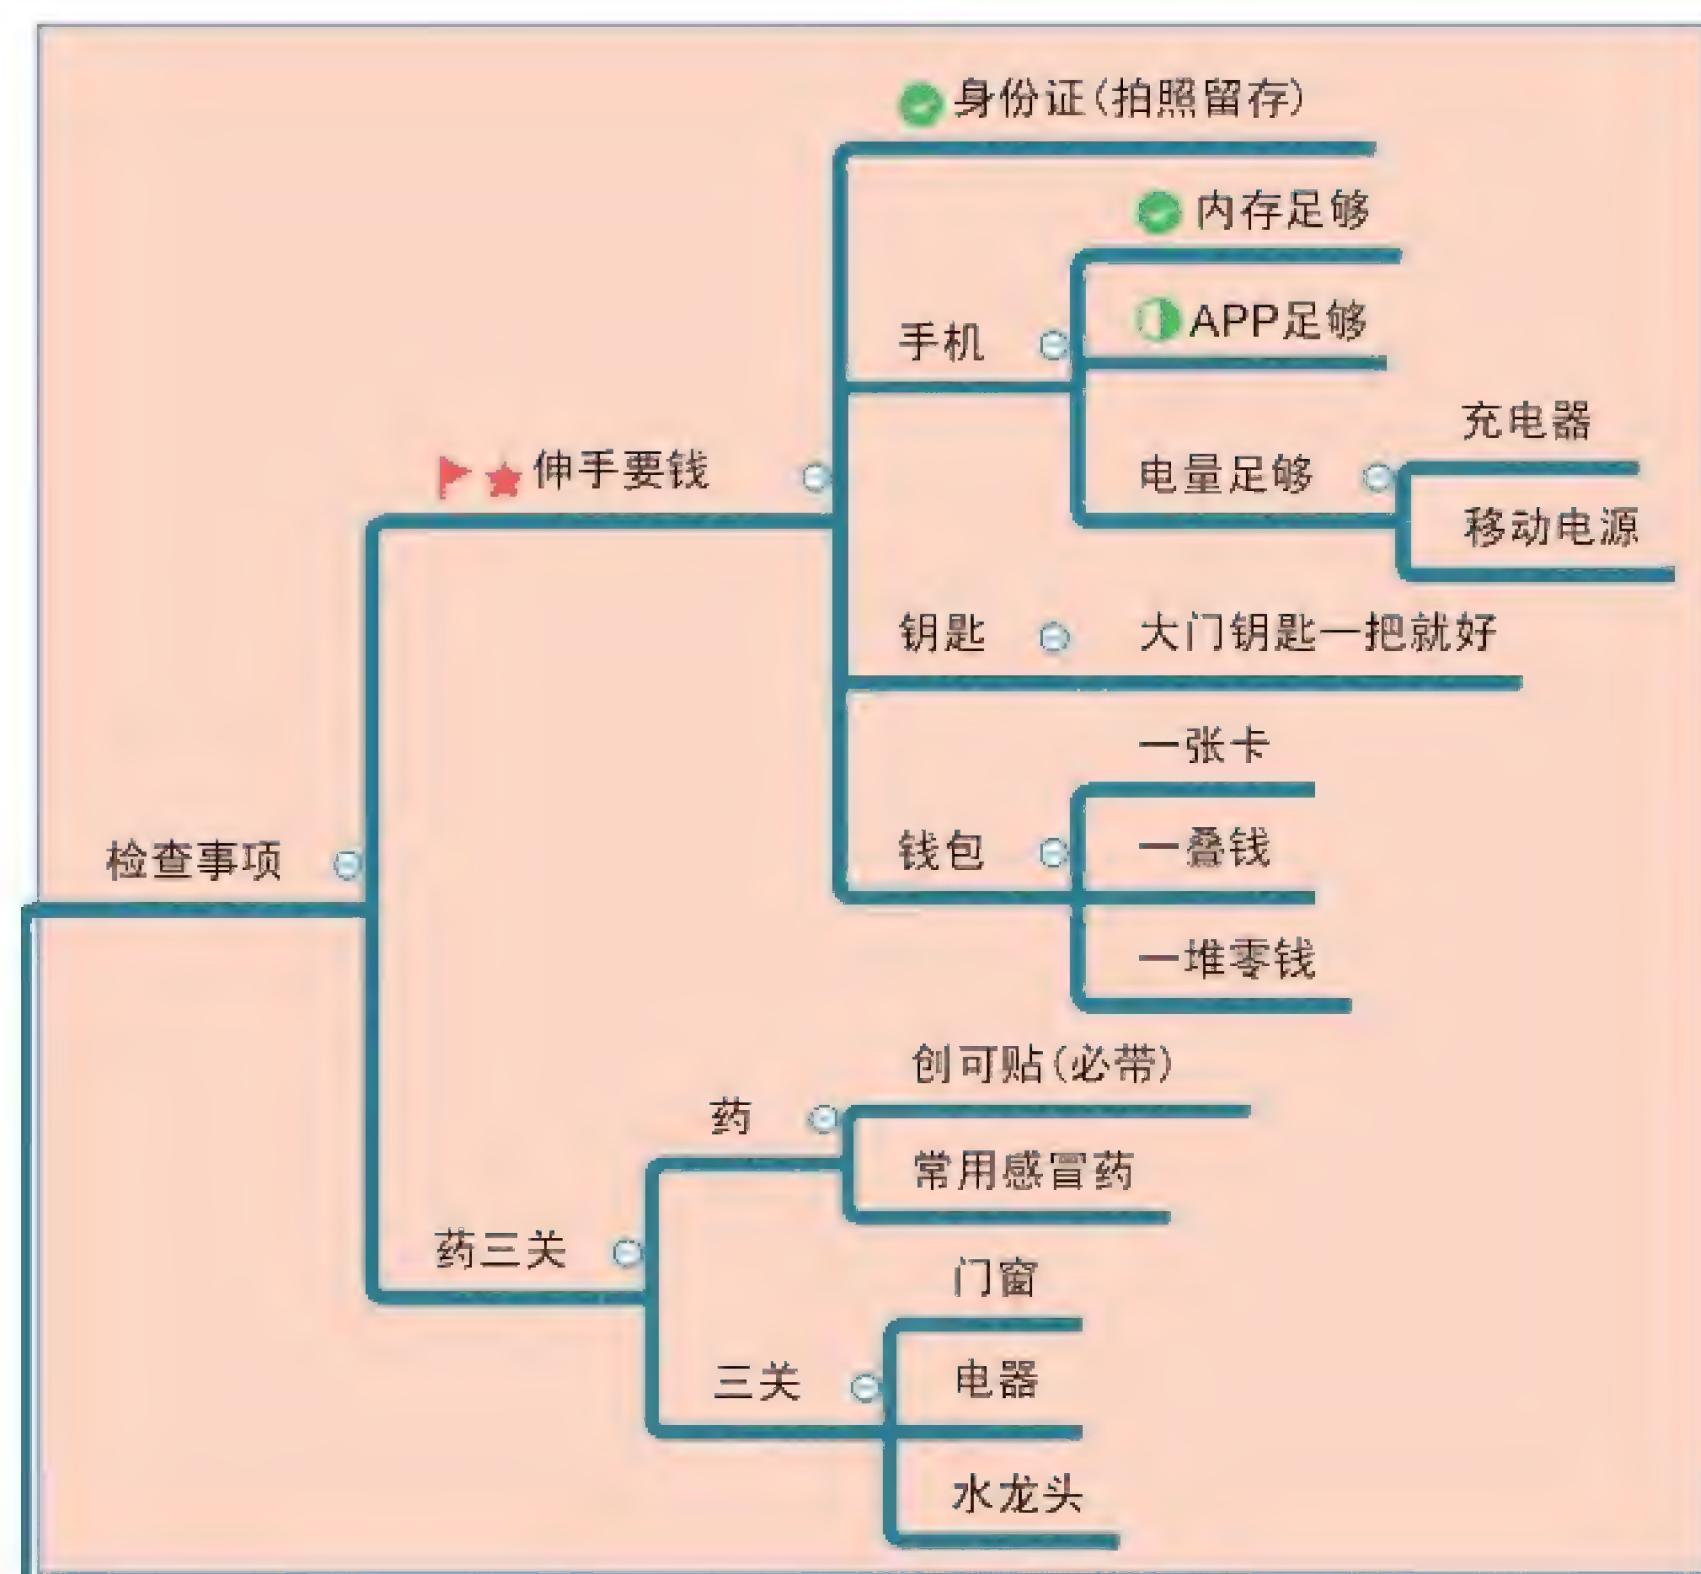 身份证(拍照留存)
内存足够
APP足够
手机
充电器
伸手要钱
电量足够
移动电源
钥匙
大门钥匙一把就好
一张卡
钱包
一叠钱
检查事项
一堆零钱
创可贴(必带)
药
常用感冒药
药三关
门窗
三关
电器
水龙头